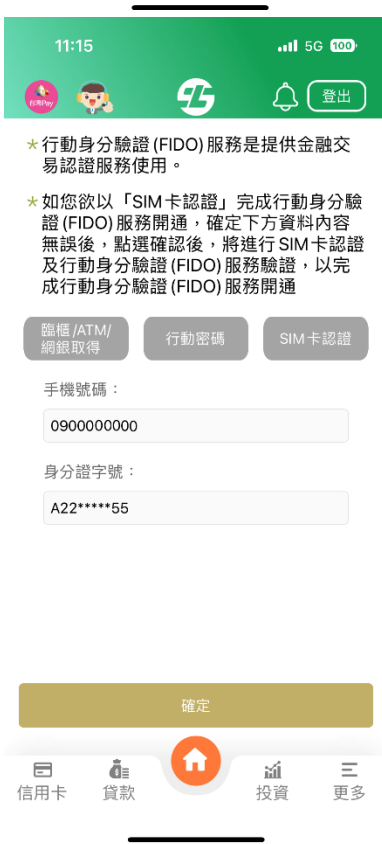 11:15
5G 100
台灣Pay
登出
*行動身分驗證(FIDO)服務是提供金融交
易認證服務使用。
*如您欲以「SIM卡認證」完成行動身分驗
證(FIDO)服務開通，確定下方資料內容
無誤後，點選確認後，將進行SIM卡認證
及行動身分驗證(FIDO)服務驗證，以完
成行動身分驗證(FIDO)服務開通
臨櫃/ATM/
網銀取得
行動密碼
SIM卡認證
手機號碼：
0900000000
身分證字號：
A22*****55
確定
信用卡
貸款
投資
更多